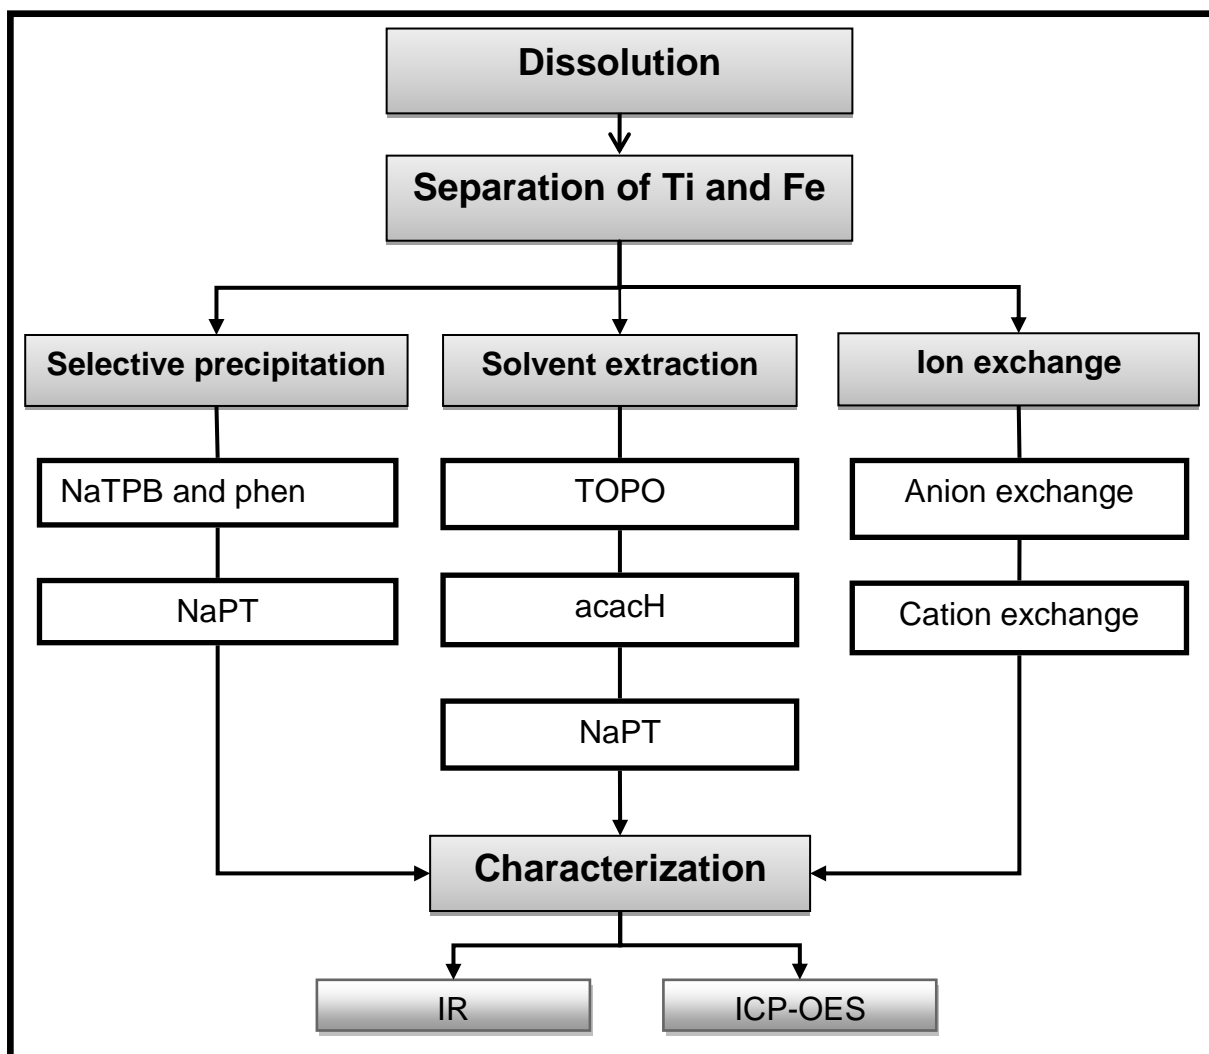 Dissolution
Separation of Ti and Fe
Selective precipitation
Solvent extraction
Ion exchange
NaTPB and phen
TOPO
Anion exchange
NaPT
acacH
Cation exchange
NaPT
Characterization
IR
ICP-OES